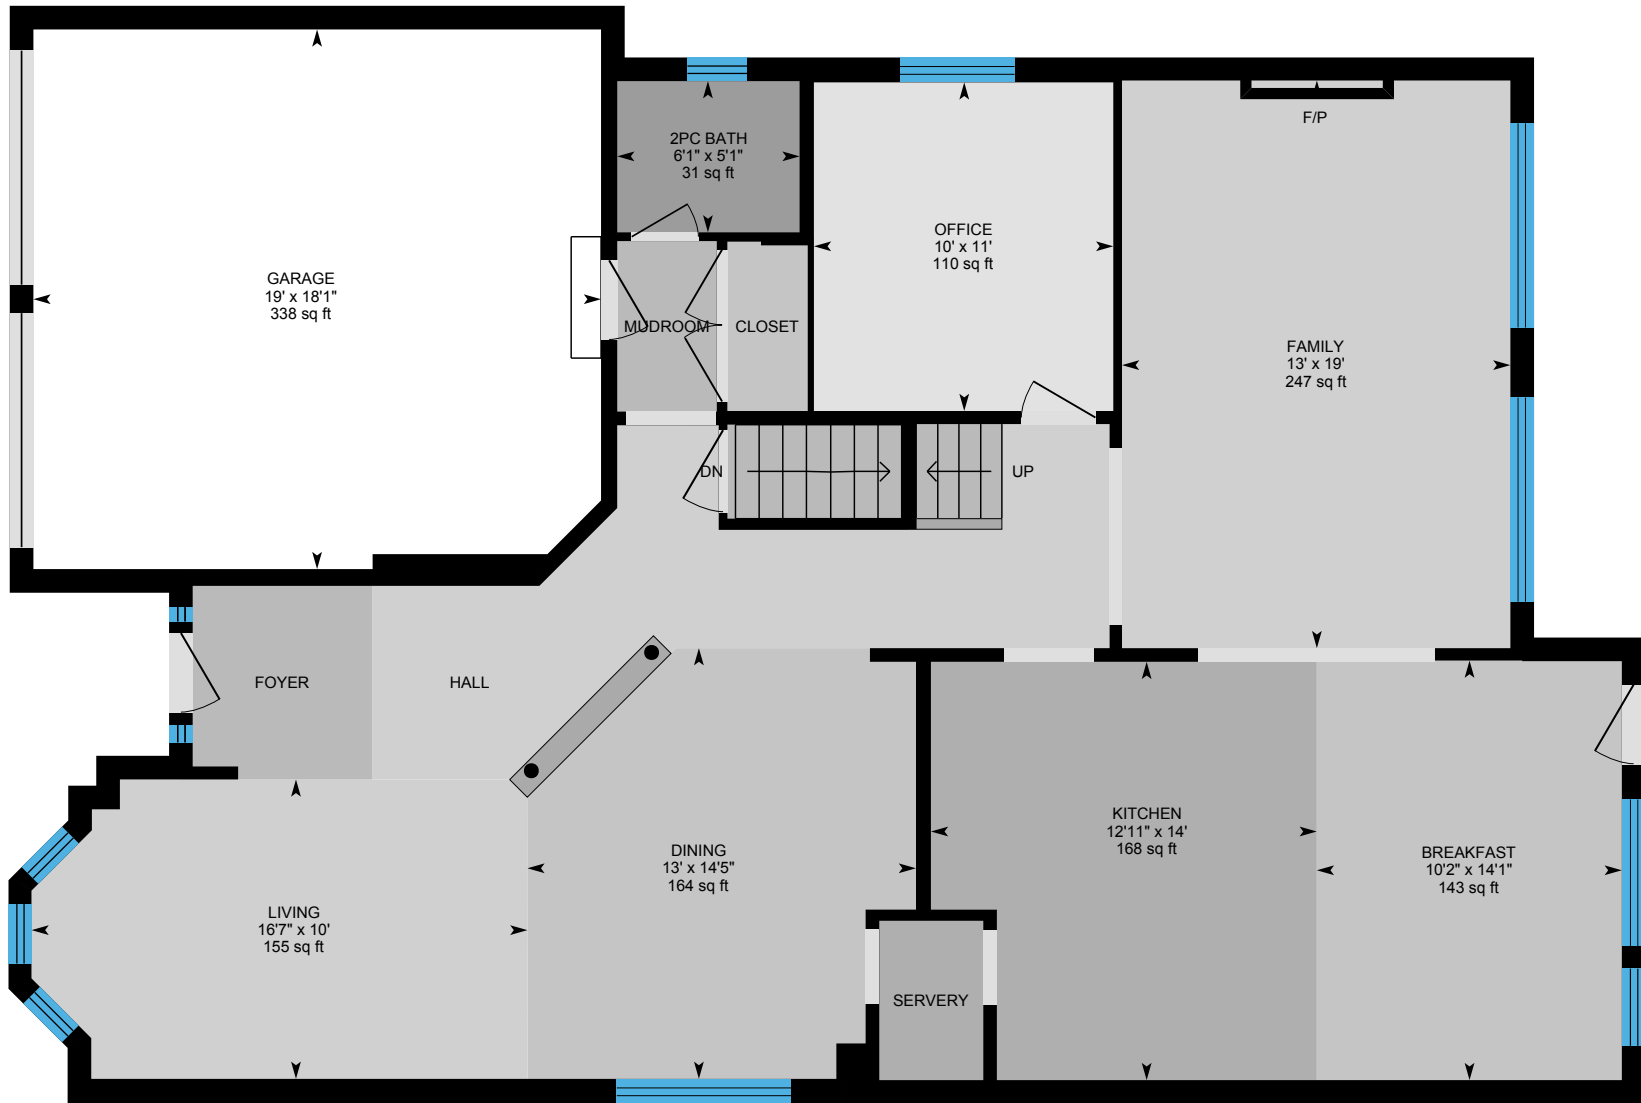 GARAGE
19' x 18'1"
338 sq ft
2PC BATH
6'1" x 5'1"
31 sq ft
OFFICE
10' x 11'
110 sq ft
F/P
FAMILY
13' x 19'
247 sq ft
MUDROOM
CLOSET
DN
UP
FOYER
HALL
LIVING
16'7" x 10'
155 sq ft
DINING
13' x 14'5"
164 sq ft
SERVERY
KITCHEN
12'11" x 14'
168 sq ft
BREAKFAST
10'2" x 14'1"
143 sq ft